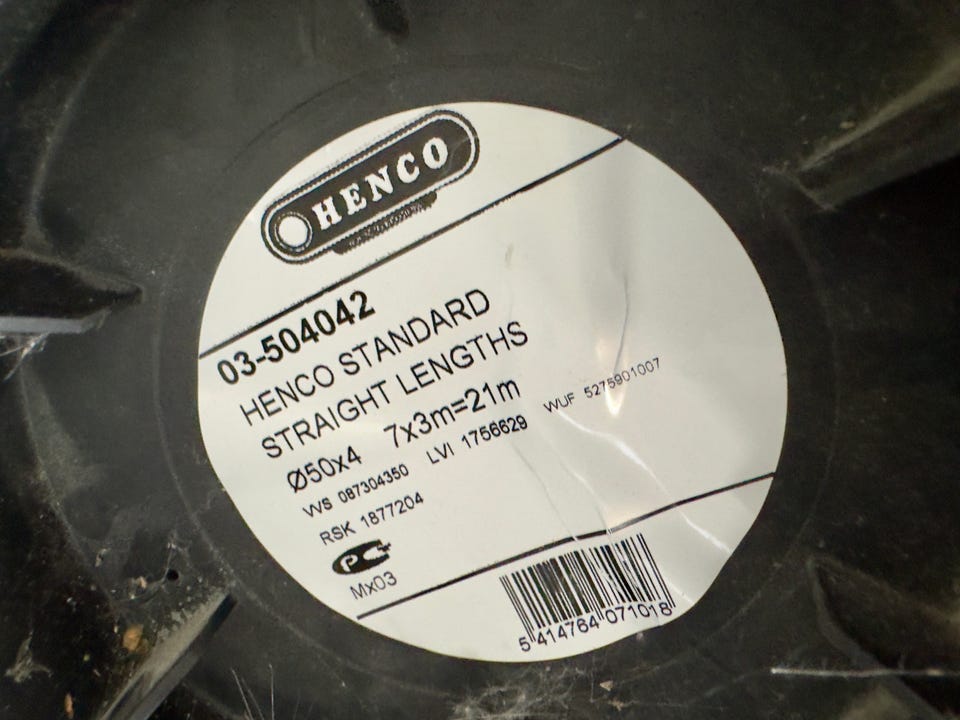 HENCO
03-504042
HENCO STANDARD
STRAIGHT LENGTHS
Ø50x4 7x3m=21m
VVS 087304350 LVI 1756629 WUF 5275901007
RSK 1877204
Mx03
5 414764 071018